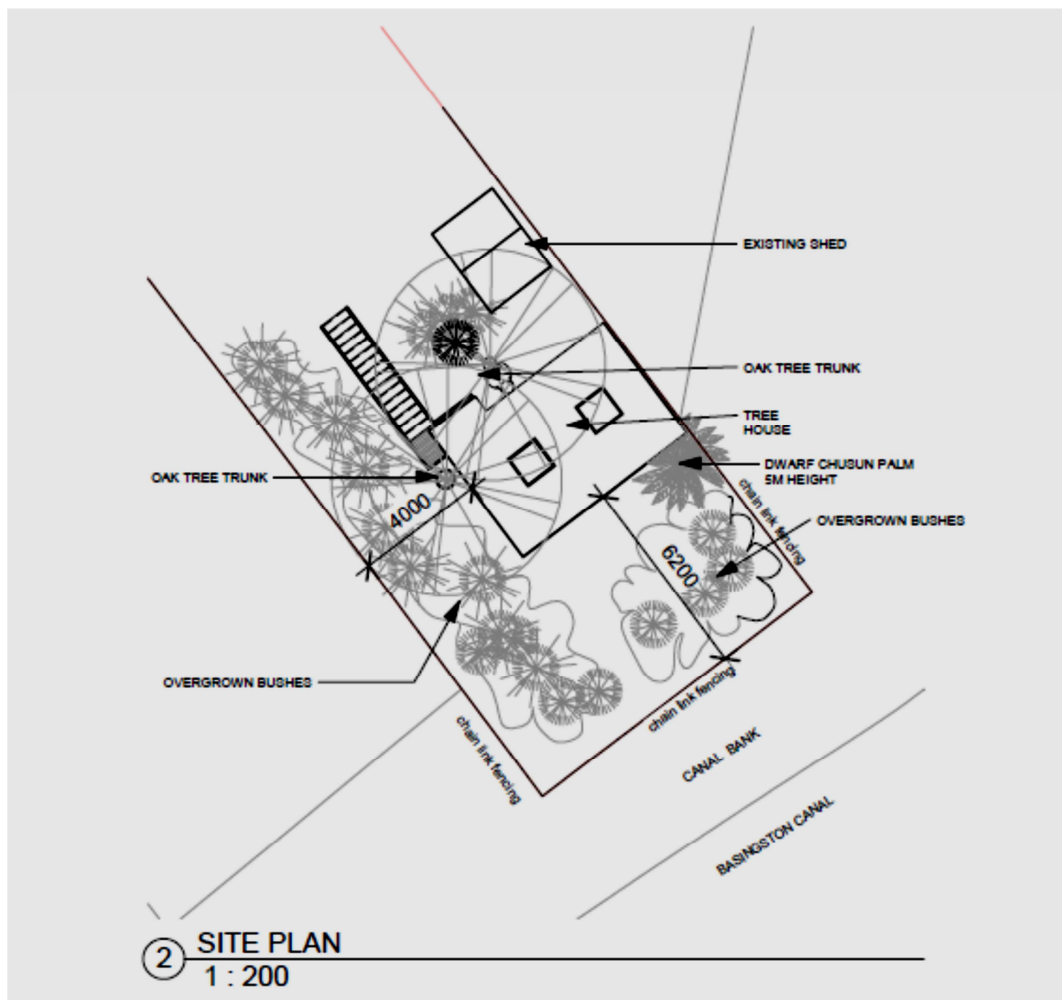 EXISTING SHED
OAK TREE TRUNK
TREE
HOUSE
DWARF CHUSUN PALM
5M HEIGHT
OAK TREE TRUNK
4000
chain link fencing
OVERGROWN BUSHES
6200
OVERGROWN BUSHES
chain link fencing
chain link fencing
CANAL BANK
BASINGSTON CANAL
2
SITE PLAN
1 : 200